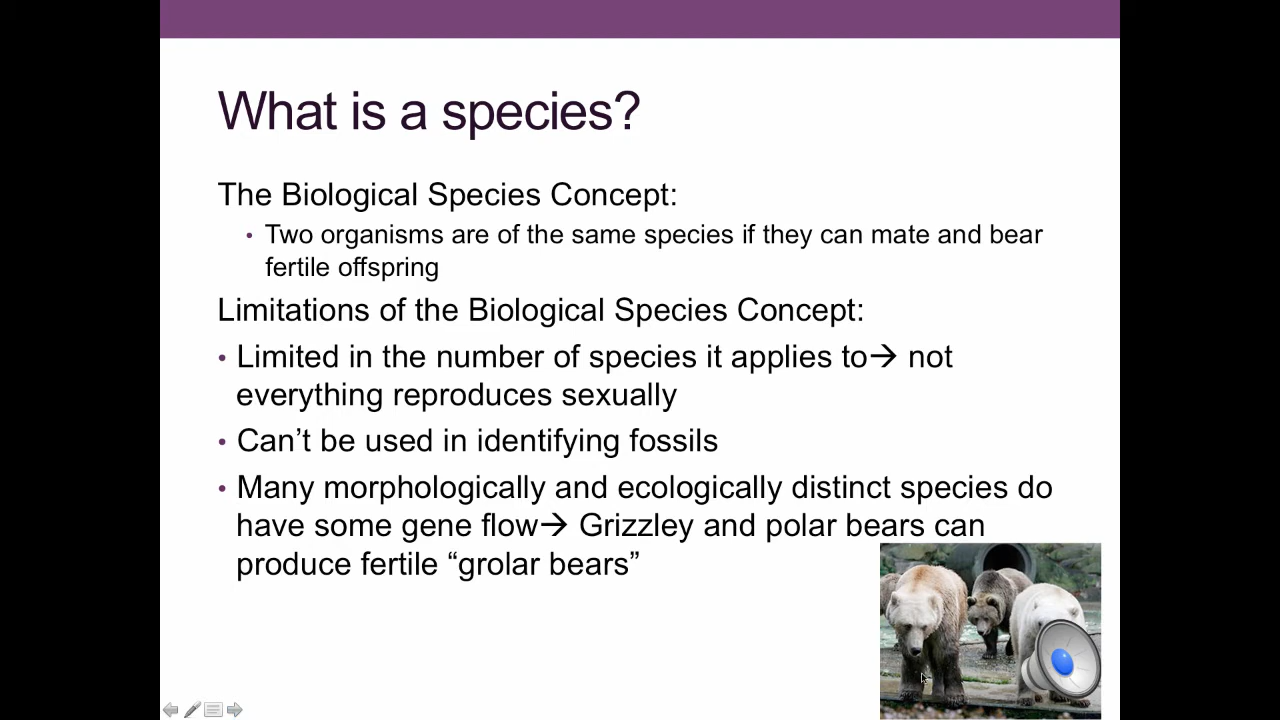 What is a species?
The Biological Species Concept:
• Two organisms are of the same species if they can mate and bear
fertile offspring
Limitations of the Biological Species Concept:
• Limited in the number of species it applies to→ not
everything reproduces sexually
• Can’t be used in identifying fossils
• Many morphologically and ecologically distinct species do
have some gene flow→ Grizzley and polar bears can
produce fertile “grolar bears”